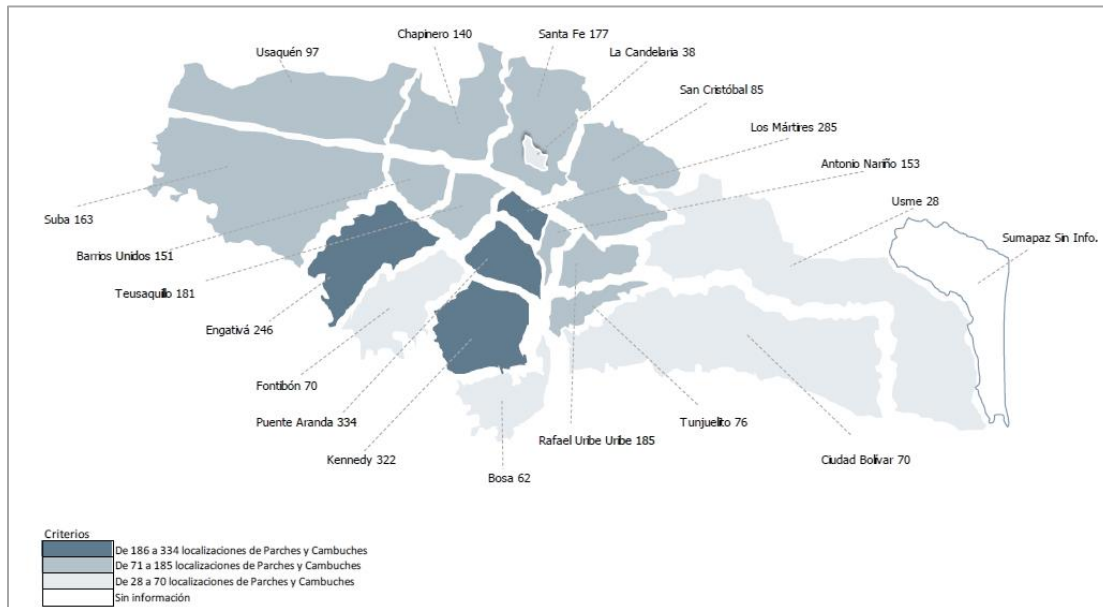 Chapinero 140
Santa Fe 177
Usaquén 97
La Candelaria 38
San Cristóbal 85
Los Mártires 285
Antonio Nariño 153
Usme 28
Suba 163
Sumapaz Sin Info.
Barrios Unidos 151
Teusaquillo 181
Engativá 246
Fontibón 70
Puente Aranda 334
Tunjuelito 76
Rafael Uribe Uribe 185
Kennedy 322
Ciudad Bolívar 70
Bosa 62
Criterios
De 186 a 334 localizaciones de Parches y Cambuches
De 71 a 185 localizaciones de Parches y Cambuches
De 28 a 70 localizaciones de Parches y Cambuches
Sin información